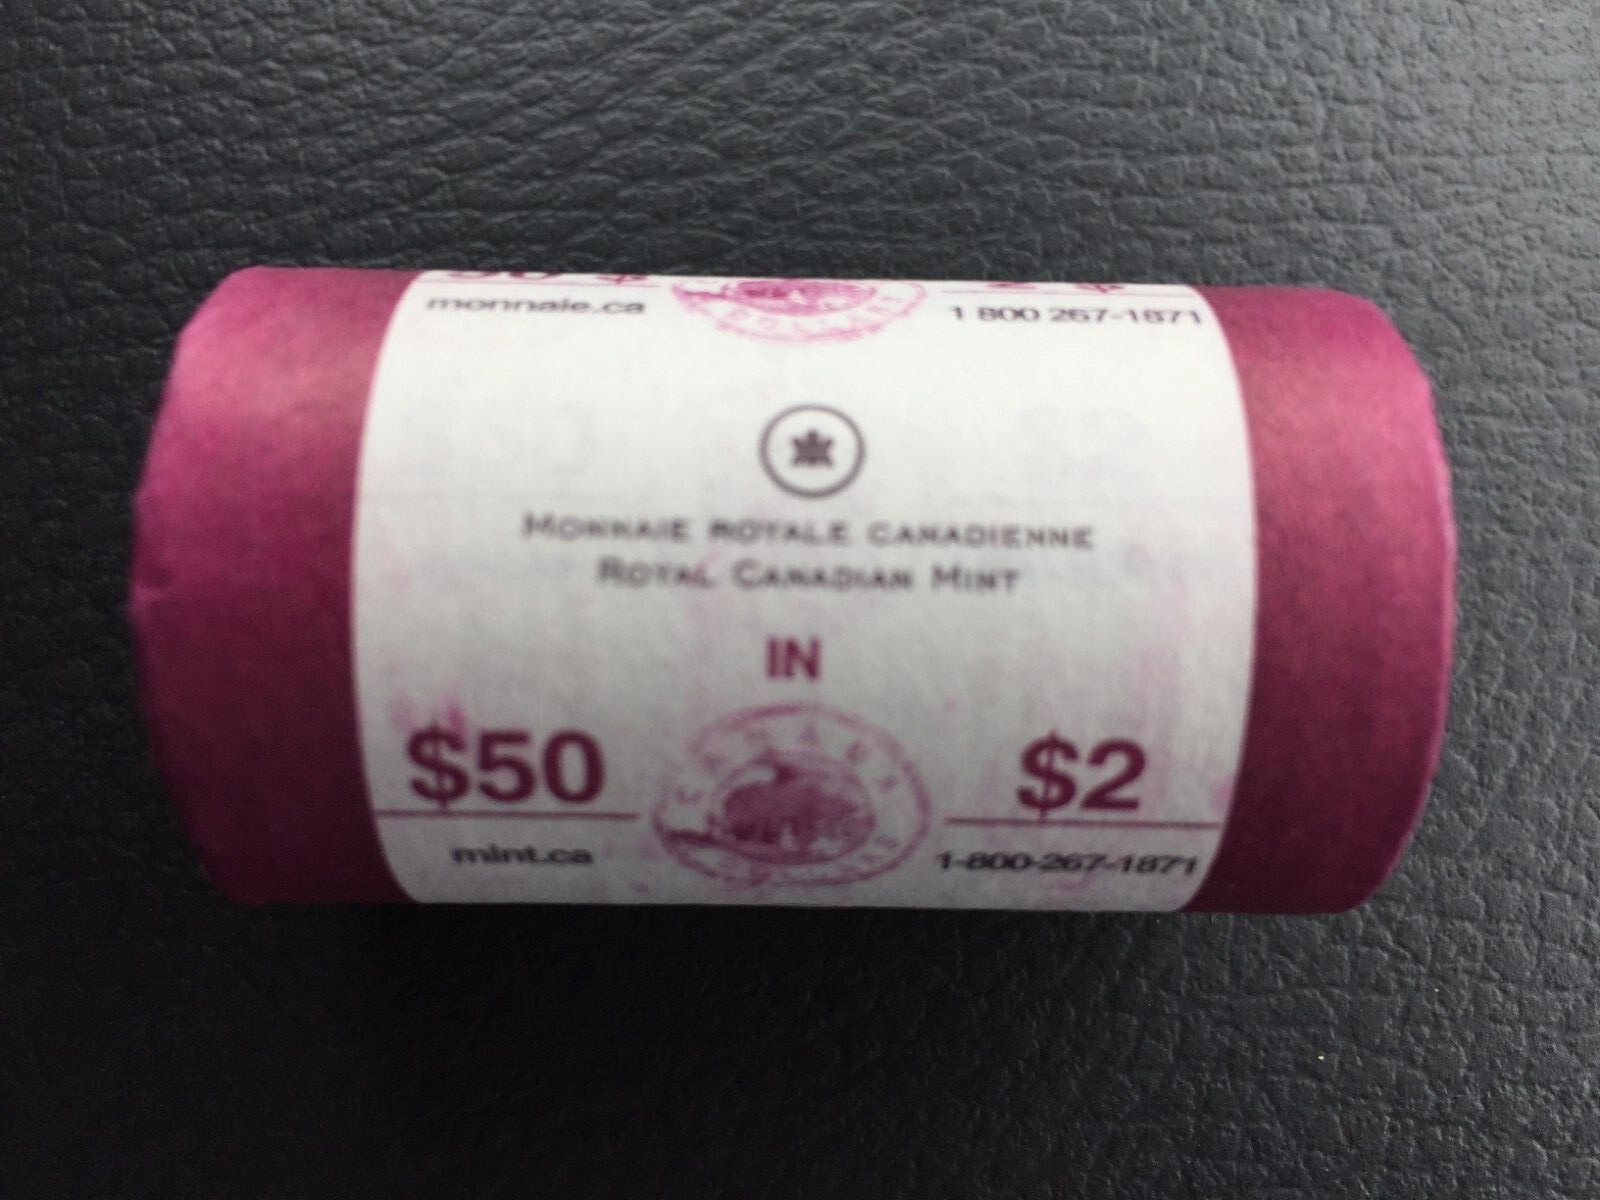 monnaie.ca 1 800 267-1871
MONNAIE ROYALE CANADIENNE
ROYAL CANADIAN MINT
IN
$50 $2
mint.ca 1-800-267-1871